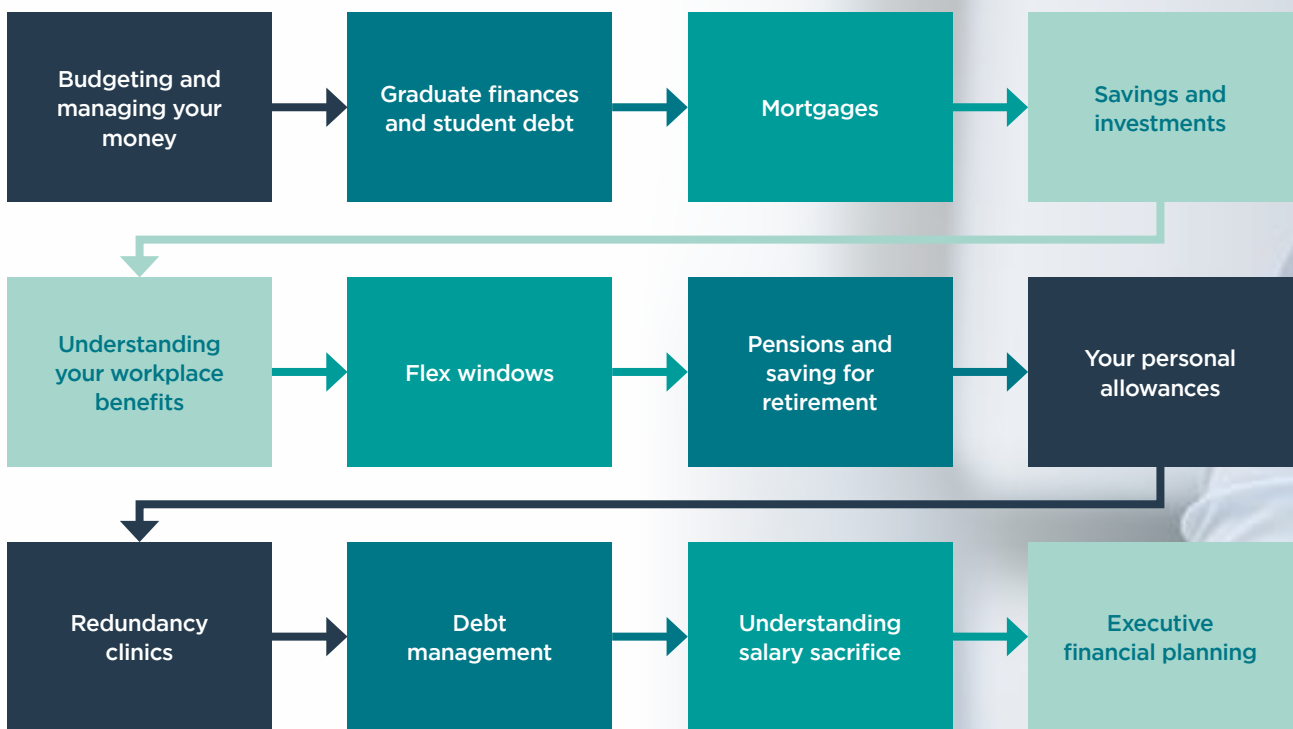 Budgeting and
managing your
money
Graduate finances
and student debt
Mortgages
Savings and
investments
Understanding
your workplace
benefits
Flex windows
Pensions and
saving for
retirement
Your personal
allowances
Redundancy
clinics
Debt
management
Understanding
salary sacrifice
Executive
financial planning